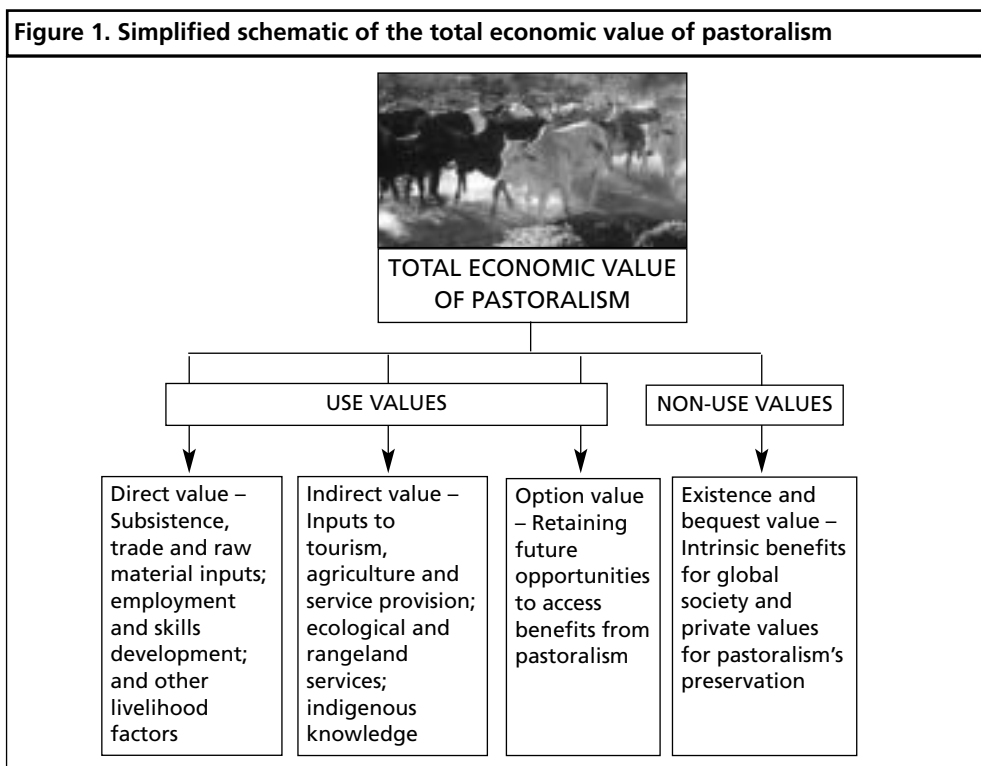 Figure 1. Simplified schematic of the total economic value of pastoralism
TOTAL ECONOMIC VALUE
OF PASTORALISM
USE VALUES
NON-USE VALUES
Direct value –
Subsistence,
trade and raw
material inputs;
employment
and skills
development;
and other
livelihood
factors
Indirect value –
Inputs to
tourism,
agriculture and
service provision;
ecological and
rangeland
services;
indigenous
knowledge
Option value
– Retaining
future
opportunities
to access
benefits from
pastoralism
Existence and
bequest value –
Intrinsic benefits
for global
society and
private values
for pastoralism’s
preservation